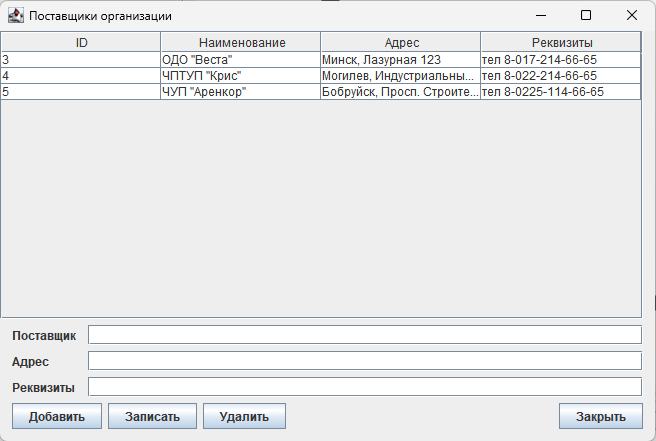 Поставщики организации
ID Наименование Адрес Реквизиты
3 ОДО "Веста" Минск, Лазурная 123 тел 8-017-214-66-65
4 ЧПТУП "Крис" Могилев, Индустриальны... тел 8-022-214-66-65
5 ЧУП "Аренкор" Бобруйск, Просп. Строите... тел 8-0225-114-66-65
Поставщик
Адрес
Реквизиты
Добавить Записать Удалить Закрыть